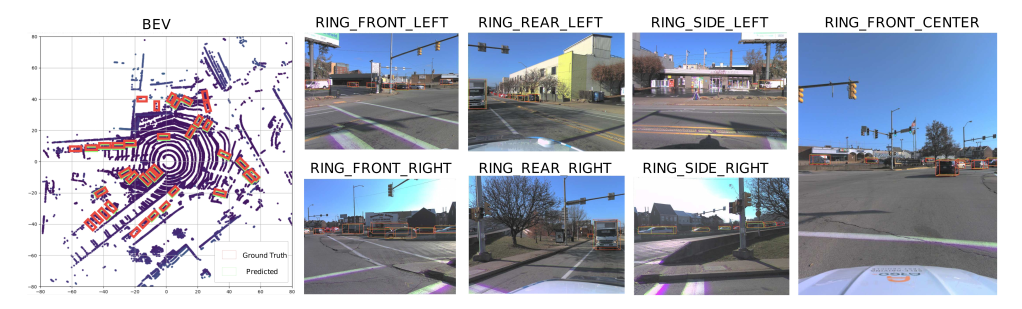 BEV
RING_FRONT_LEFT
RING_REAR_LEFT
RING_SIDE_LEFT
RING_FRONT_CENTER
80
60
40
20
0
−20
−40
−60
−80
−80
−60
−40
−20
0
20
40
60
80
Ground Truth
Predicted
RING_FRONT_RIGHT
RING_REAR_RIGHT
RING_SIDE_RIGHT